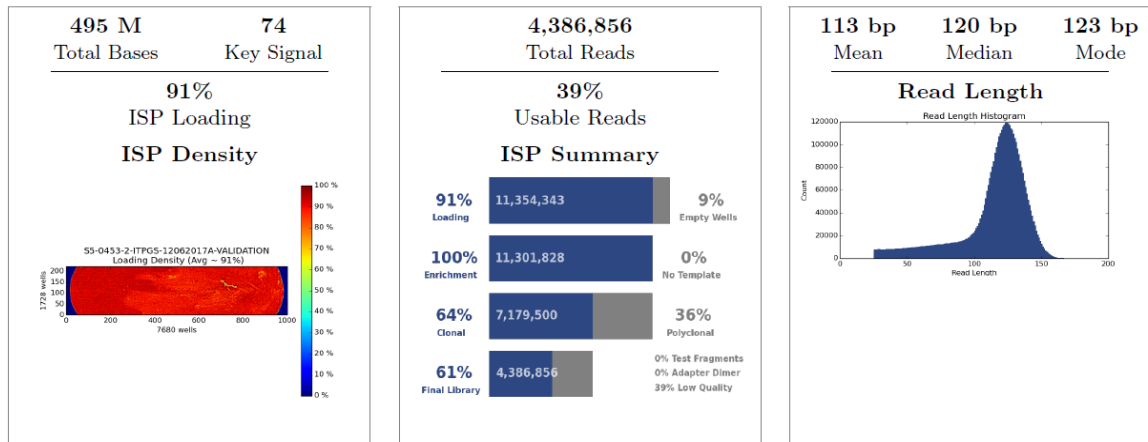 495 M
Total Bases
74
Key Signal
91%
ISP Loading
ISP Density
S5-0453-2-ITPGS-12062017A-VALIDATION
Loading Density (Avg ~ 91%)
1728 wells
200
150
100
50
0
0 200 400 600 800 1000
7680 wells
100 %
90 %
80 %
70 %
60 %
50 %
40 %
30 %
20 %
10 %
0 %
4,386,856
Total Reads
39%
Usable Reads
ISP Summary
91% 11,354,343 9%
Loading Empty Wells
100% 11,301,828 0%
Enrichment No Template
64% 7,179,500 36%
Clonal Polyclonal
61% 4,386,856
Final Library
0% Test Fragments
0% Adapter Dimer
39% Low Quality
113 bp
Mean
120 bp
Median
123 bp
Mode
Read Length
Read Length Histogram
Count
120000
100000
80000
60000
40000
20000
0
0 50 100 150 200
Read Length